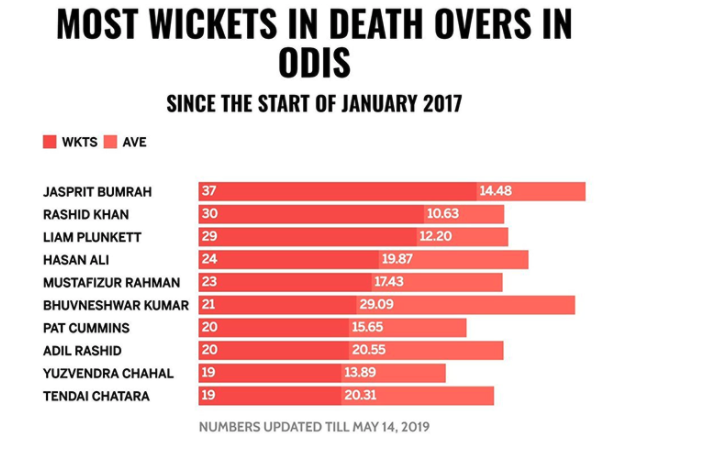 MOST WICKETS IN DEATH OVERS IN
ODIS
SINCE THE START OF JANUARY 2017
WKTS AVE
JASPRIT BUMRAH 37 14.48
RASHID KHAN 30 10.63
LIAM PLUNKETT 29 12.20
HASAN ALI 24 19.87
MUSTAFIZUR RAHMAN 23 17.43
BHUVNESHWAR KUMAR 21 29.09
PAT CUMMINS 20 15.65
ADIL RASHID 20 20.55
YUZVENDRA CHAHAL 19 13.89
TENDAI CHATARA 19 20.31
NUMBERS UPDATED TILL MAY 14, 2019